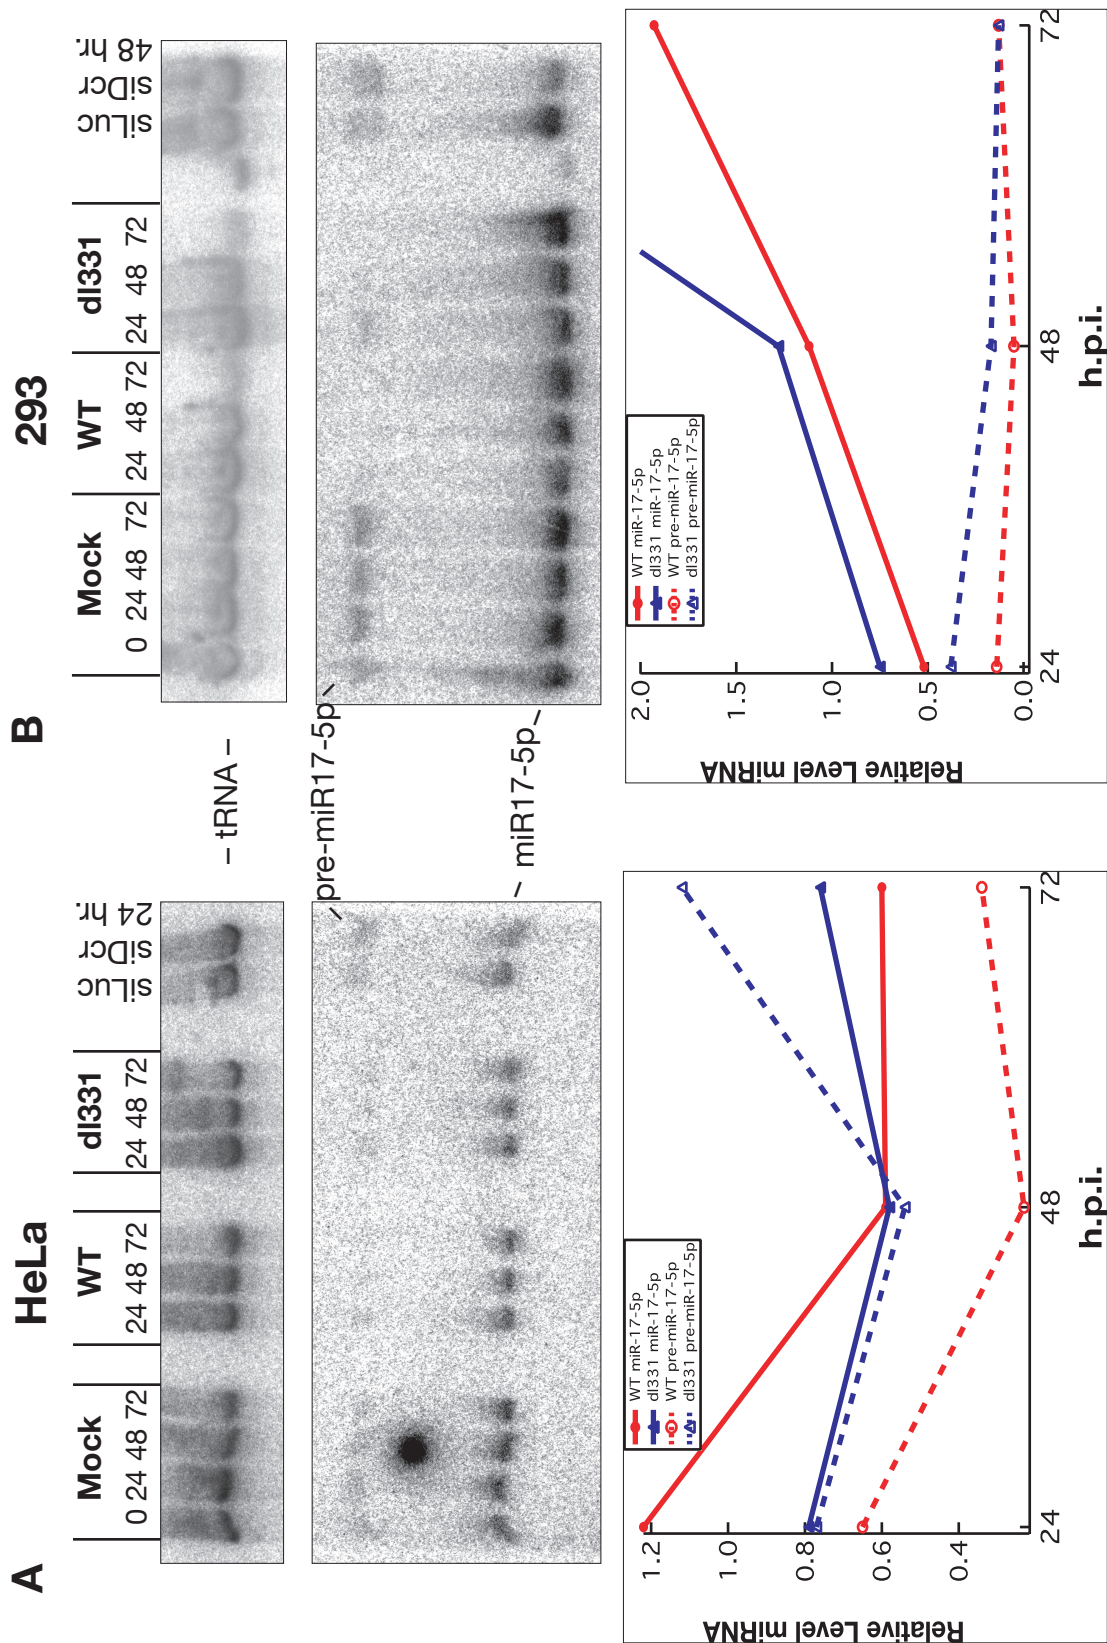 A
HeLa
Mock
WT
dl331
0 24 48 72
24 48 72
24 48 72
siLuc
siDcr
24 hr.
– tRNA –
pre-miR17-5p
miR17-5p
WT miR-17-5p
dl331 miR-17-5p
WT pre-miR-17-5p
dl331 pre-miR-17-5p
Relative Level miRNA
1.2
1.0
0.8
0.6
0.4
24
48
72
h.p.i.
B
293
Mock
WT
dl331
0 24 48 72
24 48 72
24 48 72
siLuc
siDcr
48 hr.
WT miR-17-5p
dl331 miR-17-5p
WT pre-miR-17-5p
dl331 pre-miR-17-5p
Relative Level miRNA
2.0
1.5
1.0
0.5
0.0
24
48
72
h.p.i.